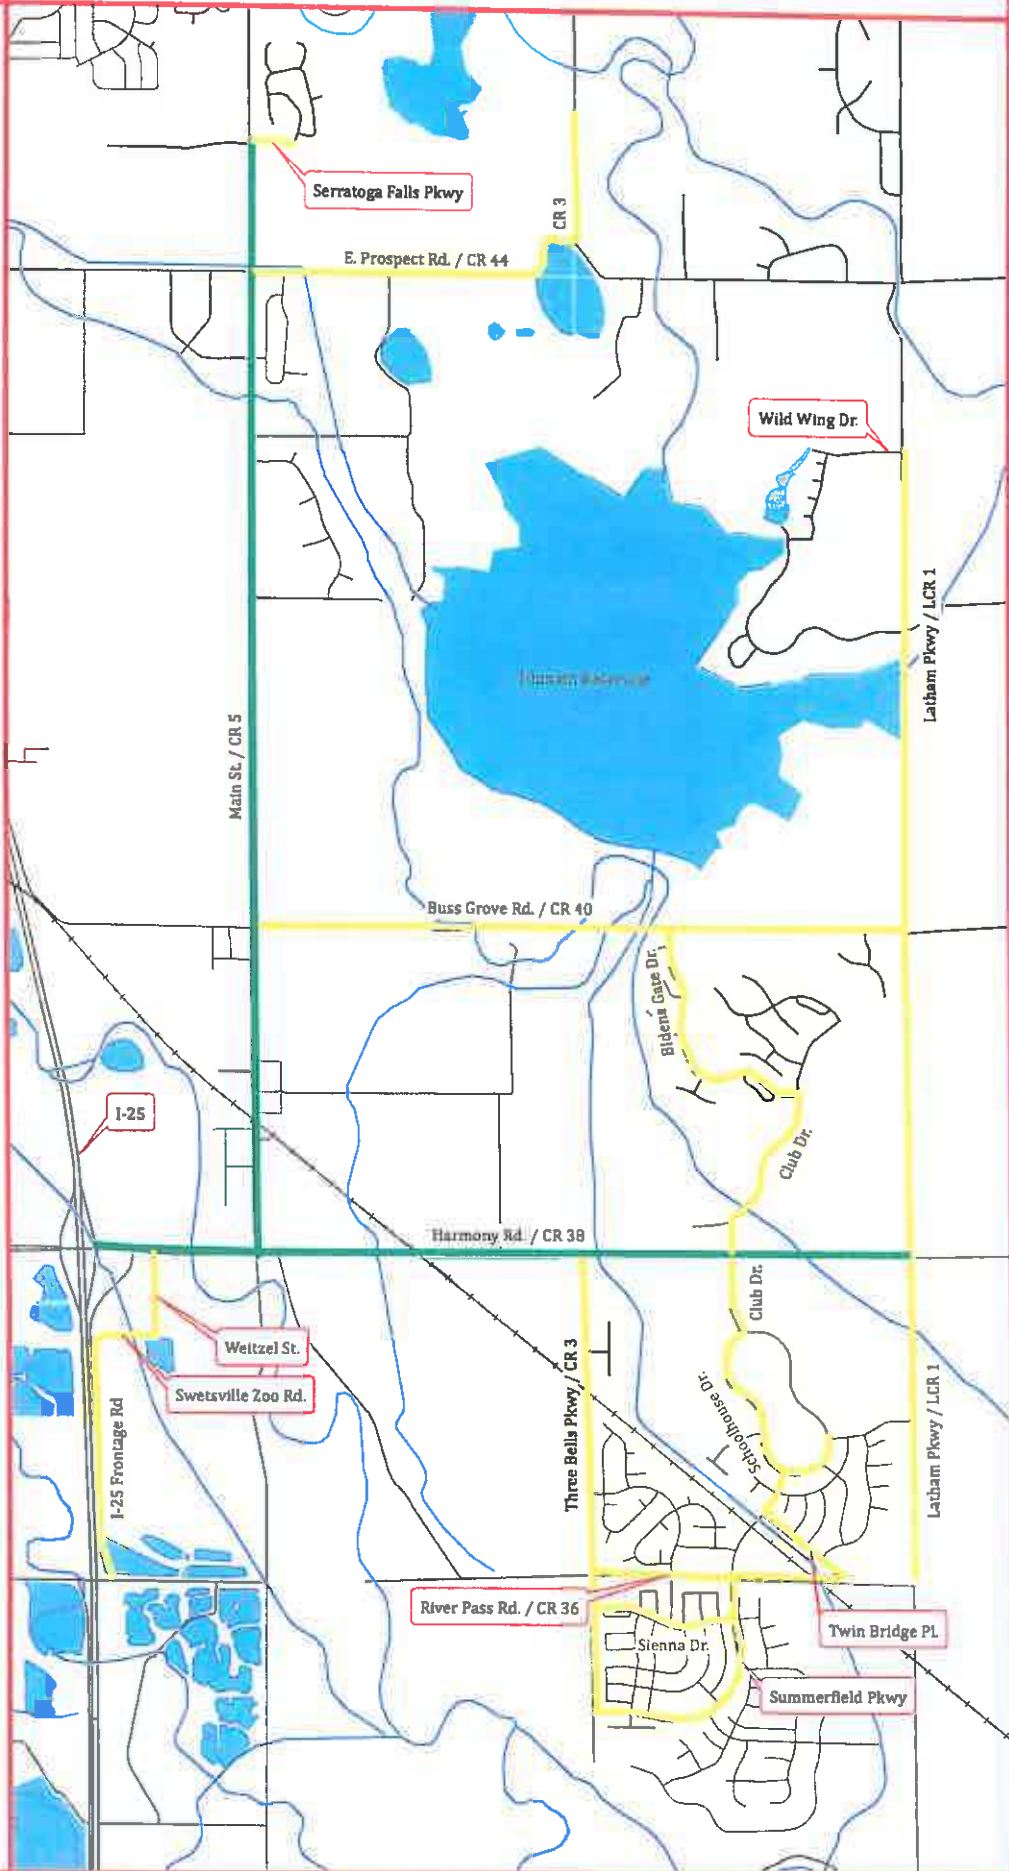 Serratoga Falls Pkwy
CR 3
E. Prospect Rd. / CR 44
Wild Wing Dr.
Latham Pkwy / LCR 1
Main St. / CR 5
Buss Grove Rd. / CR 40
Bidens Gate Dr.
I-25
Club Dr.
Harmony Rd. / CR 38
Club Dr.
Weitzel St.
Swetsville Zoo Rd.
Three Bells Pkwy / CR 3
Schoolhouse Dr.
Latham Pkwy / LCR 1
I-25 Frontage Rd
River Pass Rd. / CR 36
Twin Bridge Pl.
Sienna Dr.
Summerfield Pkwy